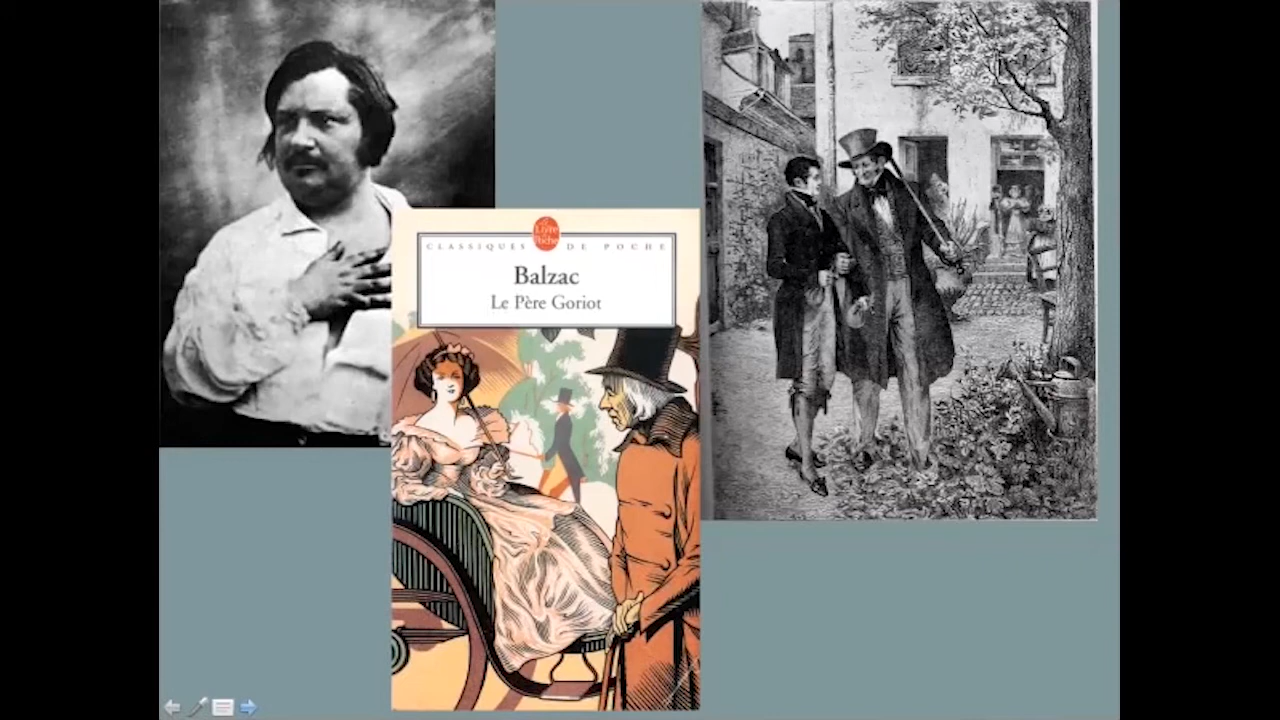 Le
Livre
de
Poche
CLASSIQUES DE POCHE
Balzac
Le Père Goriot